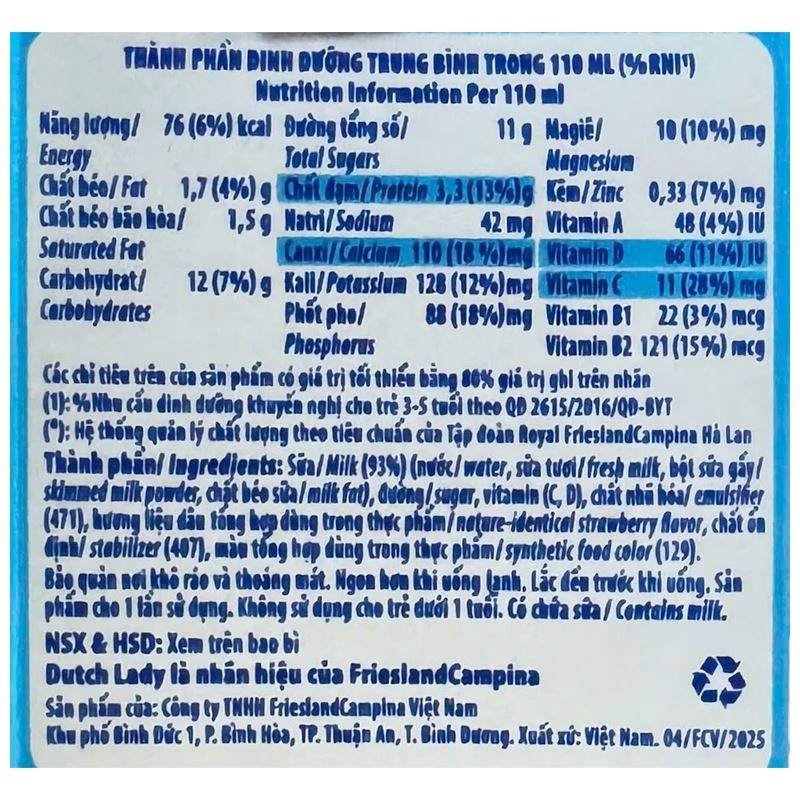 THÀNH PHẦN DINH DƯỠNG TRUNG BÌNH TRONG 110 ML (%RNI¹)
Nutrition Information Per 110 ml
Năng lượng/ 76 (6%) kcal
Energy
Chất béo/Fat 1,7 (4%) g
Chất béo bão hòa/ 1,5 g
Saturated Fat
Carbohydrat/ 12 (7%) g
Carbohydrates
Đường tổng số/ 11 g
Total Sugars
Chất đạm/Protein 3,3 (13%)g
Natri/Sodium 42 mg
Canxi/Calcium 110 (18 %)mg
Kali/Potassium 128 (12%)mg
Phốt pho/ 88 (18%)mg
Phosphorus
Magiê/ 10 (10%) mg
Magnesium
Kẽm/Zinc 0,33 (7%) mg
Vitamin A 48 (4%) IU
Vitamin D 66 (11%) IU
Vitamin C 11 (28%) mg
Vitamin B1 22 (3%) mcg
Vitamin B2 121 (15%) mcg
Các chỉ tiêu trên của sản phẩm có giá trị tối thiểu bằng 80% giá trị ghi trên nhãn
(1): %Nhu cầu dinh dưỡng khuyến nghị cho trẻ 3-5 tuổi theo QĐ 2615/2016/QĐ-BYT
(*): Hệ thống quản lý chất lượng theo tiêu chuẩn của Tập đoàn Royal FrieslandCampina Hà Lan
Thành phần/ Ingredients: Sữa/ Milk (93%) (nước/ water, sữa tươi/ fresh milk, bột sữa gầy/
skimmed milk powder, chất béo sữa/ milk fat), đường/ sugar, vitamin (C, D), chất nhũ hóa/ emulsifier
(471), hương liệu dâu tổng hợp dùng trong thực phẩm/ nature-identical strawberry flavor, chất ổn
định/ stabilizer (407), màu tổng hợp dùng trong thực phẩm/ synthetic food color (129).
Bảo quản nơi khô ráo và thoáng mát. Ngon hơn khi uống lạnh. Lắc đều trước khi uống. Sản
phẩm cho 1 lần sử dụng. Không sử dụng cho trẻ dưới 1 tuổi. Có chứa sữa/ Contains milk.
NSX & HSD: Xem trên bao bì
Dutch Lady là nhãn hiệu của FrieslandCampina
Sản phẩm của: Công ty TNHH FrieslandCampina Việt Nam
Khu phố Bình Đức 1, P. Bình Hòa, TP. Thuận An, T. Bình Dương. Xuất xứ: Việt Nam. 04/FCV/2025